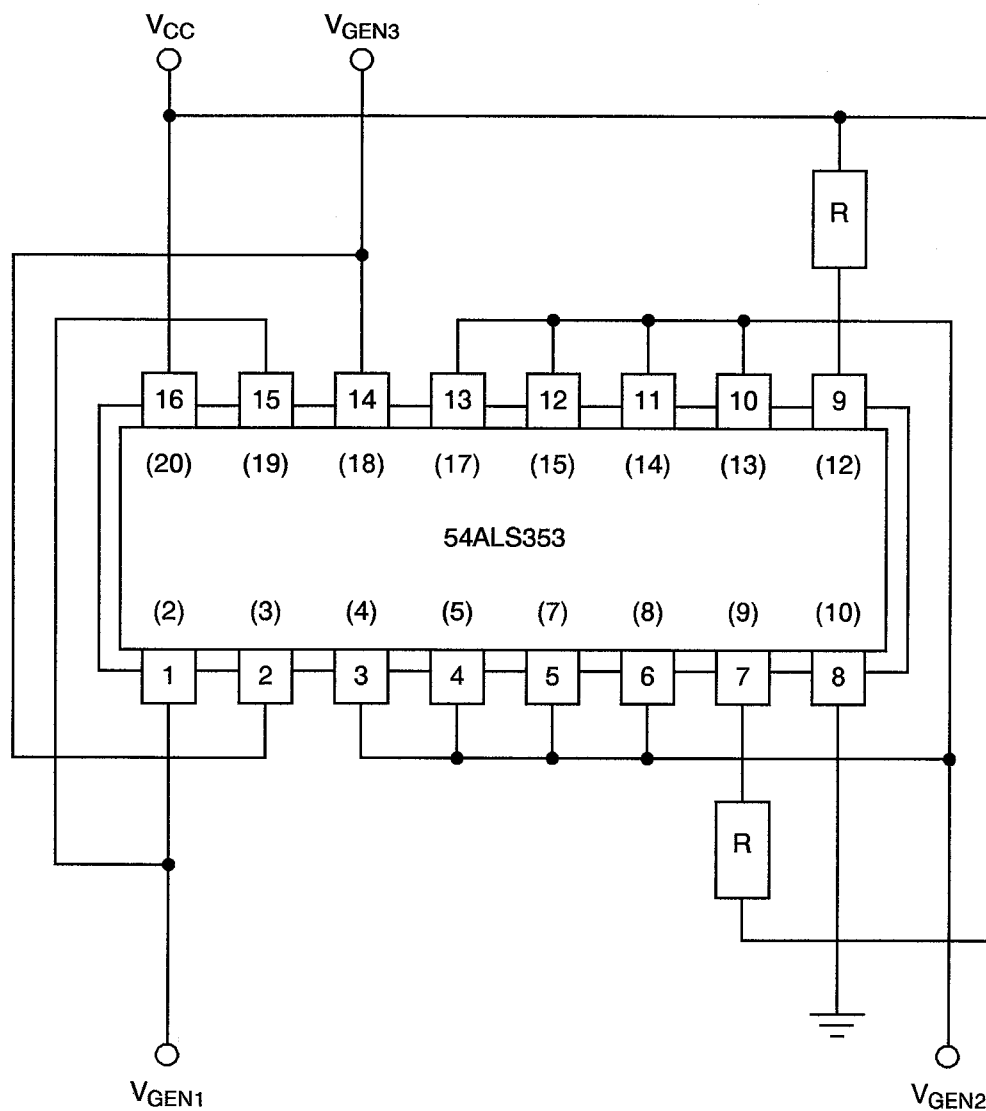 VCC VGEN3
R
16 15 14 13 12 11 10 9
(20) (19) (18) (17) (15) (14) (13) (12)
54ALS353
(2) (3) (4) (5) (7) (8) (9) (10)
1 2 3 4 5 6 7 8
R
VGEN1 VGEN2